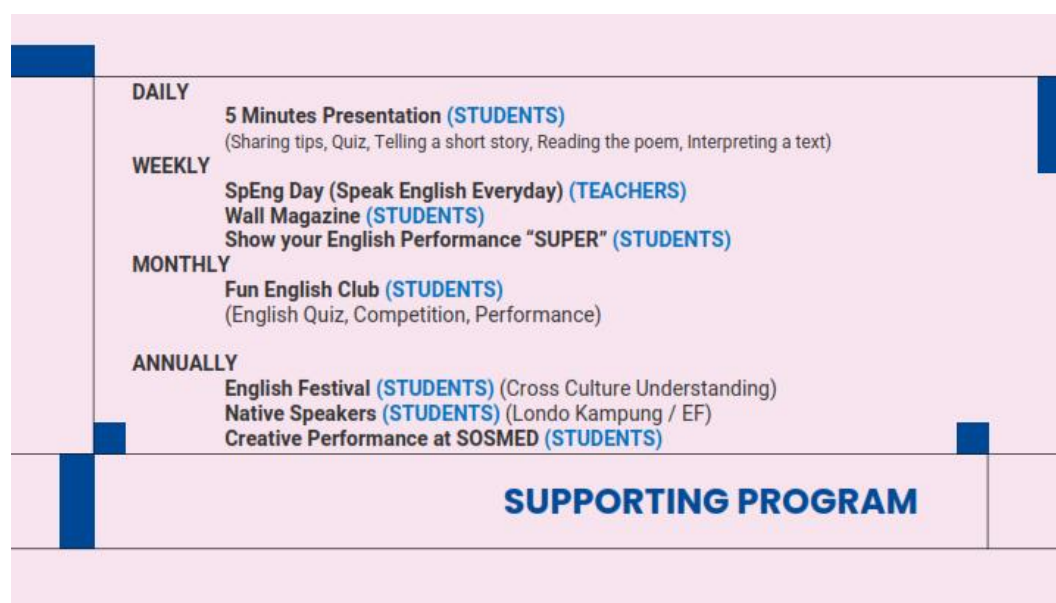 DAILY
5 Minutes Presentation (STUDENTS)
(Sharing tips, Quiz, Telling a short story, Reading the poem, Interpreting a text)
WEEKLY
SpEng Day (Speak English Everyday) (TEACHERS)
Wall Magazine (STUDENTS)
Show your English Performance “SUPER” (STUDENTS)
MONTHLY
Fun English Club (STUDENTS)
(English Quiz, Competition, Performance)
ANNUALLY
English Festival (STUDENTS) (Cross Culture Understanding)
Native Speakers (STUDENTS) (Londo Kampung / EF)
Creative Performance at SOSMED (STUDENTS)
SUPPORTING PROGRAM